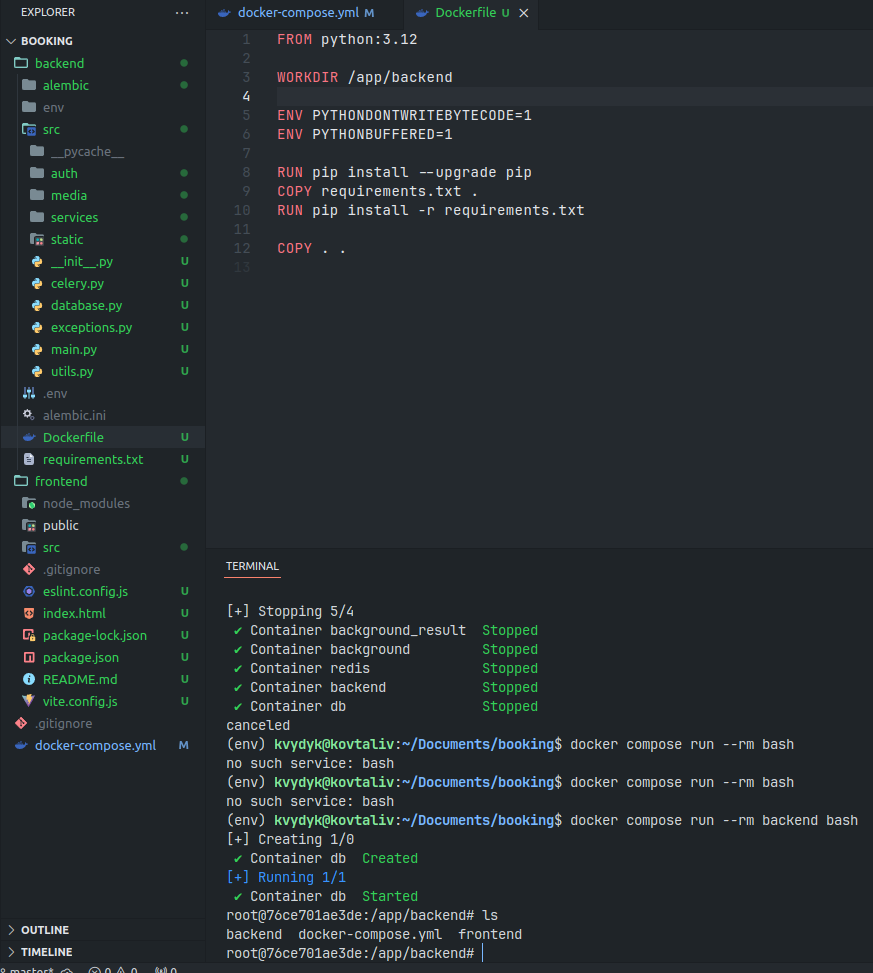 EXPLORER ...
BOOKING
backend
alembic
env
src
__pycache__
auth
media
services
static
__init__.py U
celery.py U
database.py U
exceptions.py U
main.py U
utils.py U
.env
alembic.ini
Dockerfile U
requirements.txt U
frontend
node_modules
public
src
.gitignore
eslint.config.js U
index.html U
package-lock.json U
package.json U
README.md U
vite.config.js U
.gitignore
docker-compose.yml M
OUTLINE
TIMELINE
docker-compose.yml M Dockerfile U
1 FROM python:3.12
2
3 WORKDIR /app/backend
4
5 ENV PYTHONDONTWRITEBYTECODE=1
6 ENV PYTHONBUFFERED=1
7
8 RUN pip install --upgrade pip
9 COPY requirements.txt .
10 RUN pip install -r requirements.txt
11
12 COPY . .
13
TERMINAL
[+] Stopping 5/4
✔ Container background_result Stopped
✔ Container background Stopped
✔ Container redis Stopped
✔ Container backend Stopped
✔ Container db Stopped
canceled
(env) kvydyk@kovtaliv:~/Documents/booking$ docker compose run --rm bash
no such service: bash
(env) kvydyk@kovtaliv:~/Documents/booking$ docker compose run --rm bash
no such service: bash
(env) kvydyk@kovtaliv:~/Documents/booking$ docker compose run --rm backend bash
[+] Creating 1/0
✔ Container db Created
[+] Running 1/1
✔ Container db Started
root@76ce701ae3de:/app/backend# ls
backend docker-compose.yml frontend
root@76ce701ae3de:/app/backend#
master* 0 0 0